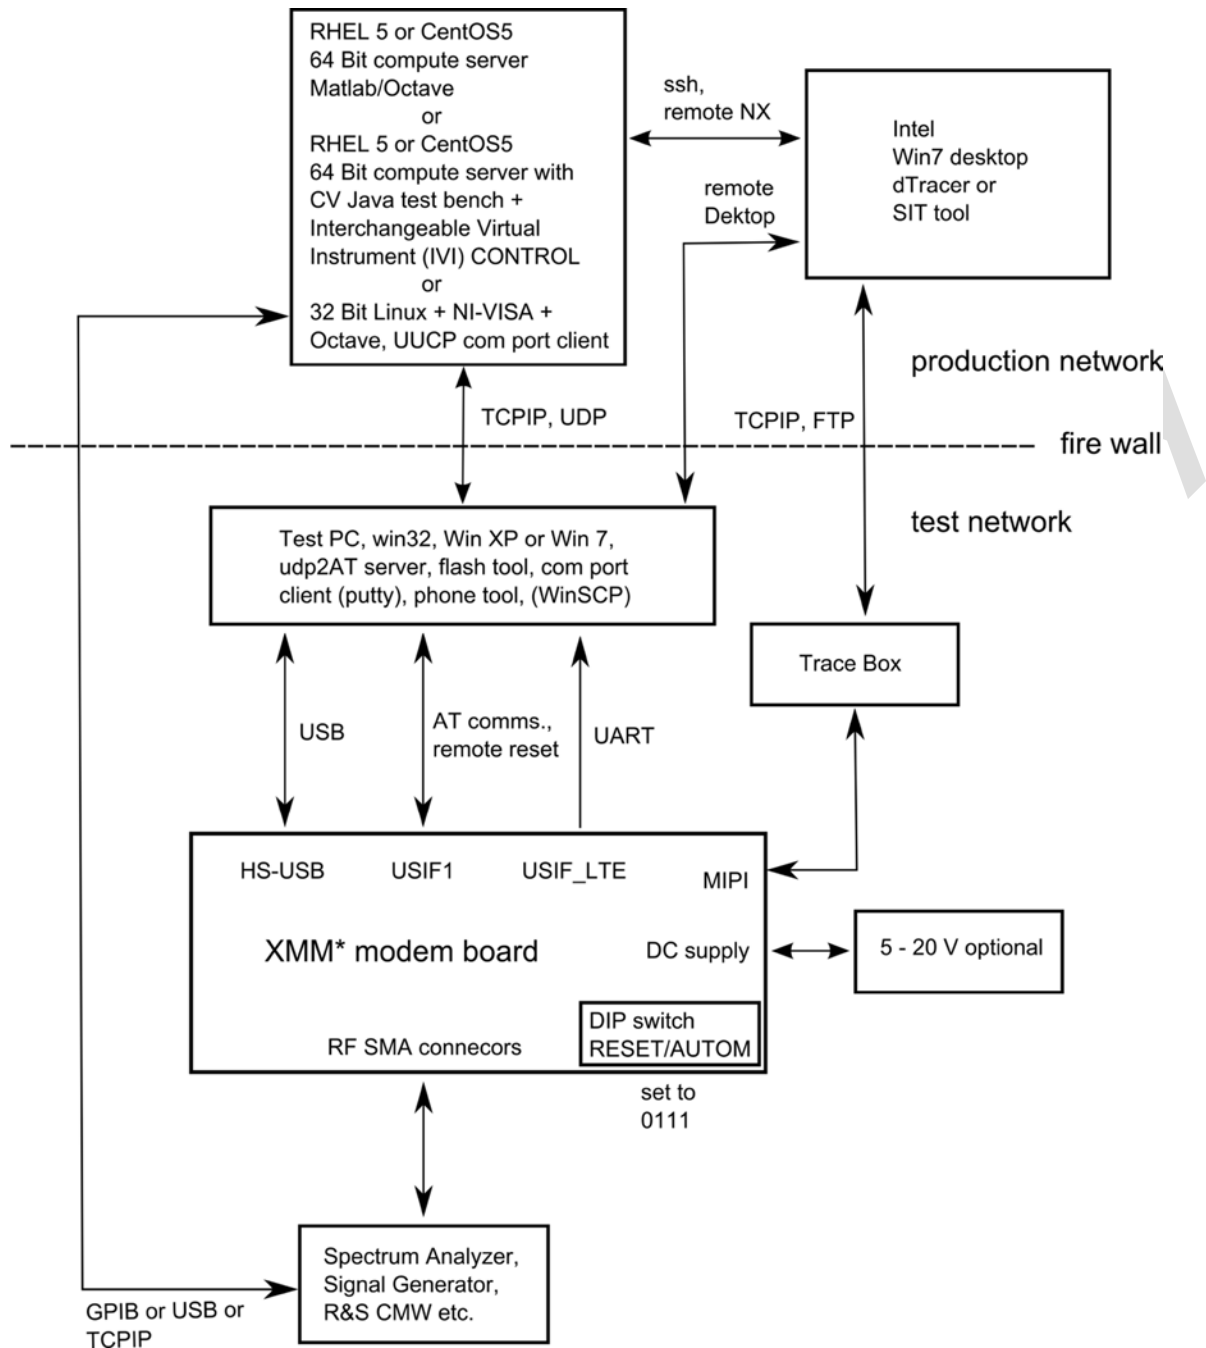 RHEL 5 or CentOS5
64 Bit compute server
Matlab/Octave
or
RHEL 5 or CentOS5
64 Bit compute server with
CV Java test bench +
Interchangeable Virtual
Instrument (IVI) CONTROL
or
32 Bit Linux + NI-VISA +
Octave, UUCP com port client
ssh,
remote NX
Intel
Win7 desktop
dTracer or
SIT tool
remote
Dektop
production network
TCPIP, UDP
TCPIP, FTP
fire wall
test network
Test PC, win32, Win XP or Win 7,
udp2AT server, flash tool, com port
client (putty), phone tool, (WinSCP)
Trace Box
USB
AT comms.,
remote reset
UART
HS-USB
USIF1
USIF_LTE
MIPI
XMM* modem board
DC supply
5 - 20 V optional
DIP switch
RESET/AUTOM
RF SMA connecors
set to
0111
Spectrum Analyzer,
Signal Generator,
R&S CMW etc.
GPIB or USB or
TCPIP